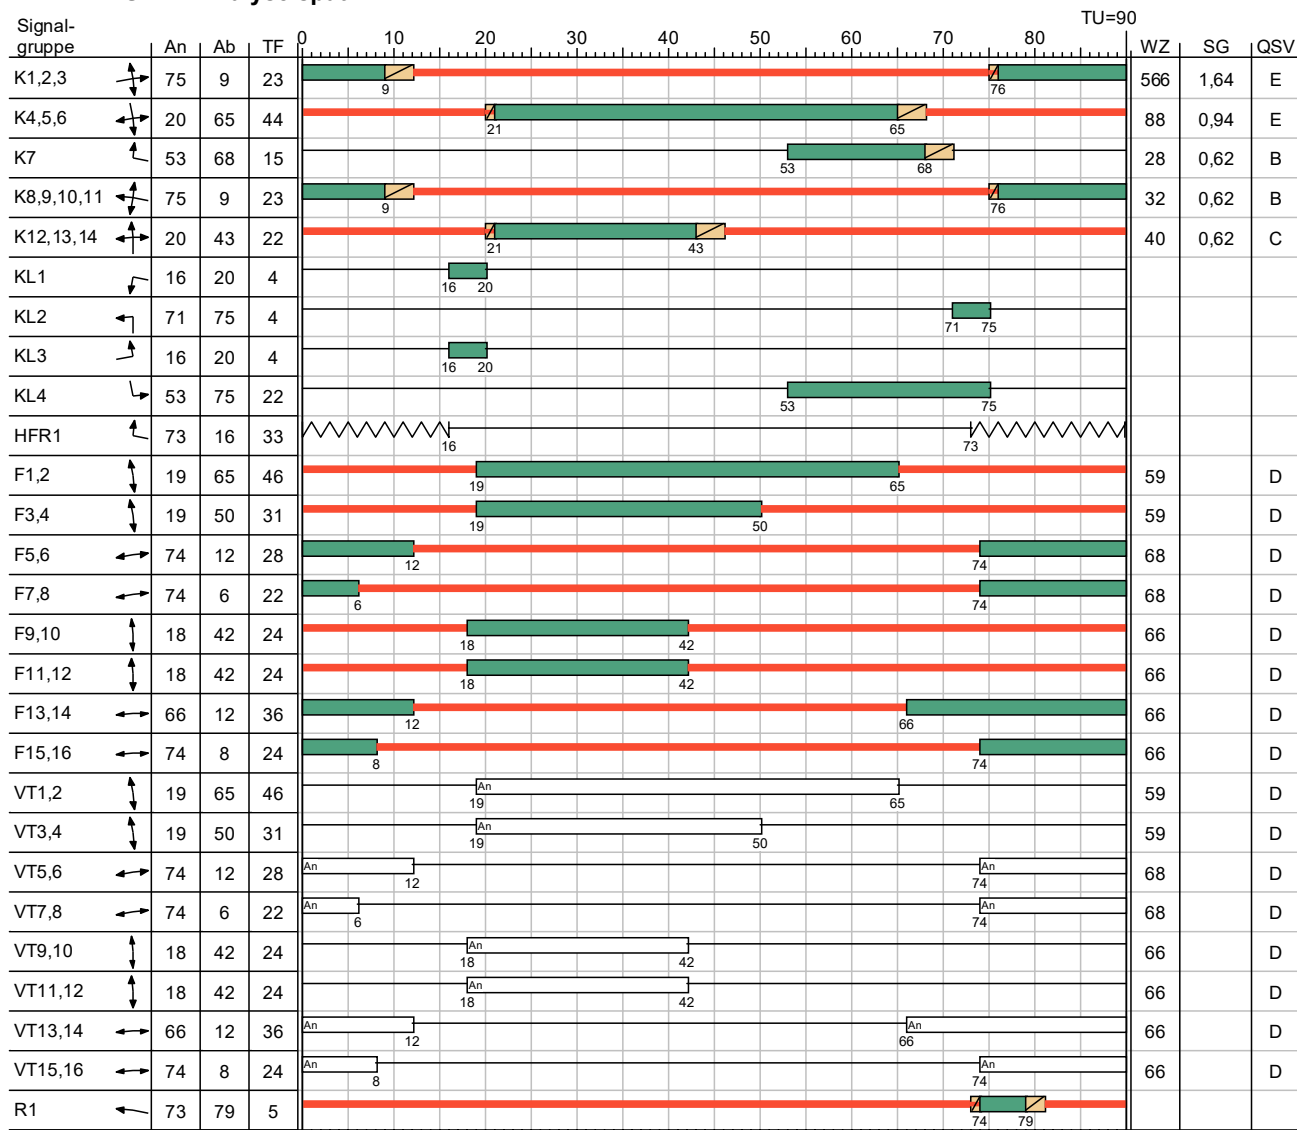 TU=90
Signal-
gruppe An Ab TF 0 10 20 30 40 50 60 70 80 WZ SG QSV
K1,2,3 75 9 23 9 76 566 1,64 E
K4,5,6 20 65 44 21 65 88 0,94 E
K7 53 68 15 53 68 28 0,62 B
K8,9,10,11 75 9 23 9 76 32 0,62 B
K12,13,14 20 43 22 21 43 40 0,62 C
KL1 16 20 4 16 20
KL2 71 75 4 71 75
KL3 16 20 4 16 20
KL4 53 75 22 53 75
HFR1 73 16 33 16 73
F1,2 19 65 46 19 65 59 D
F3,4 19 50 31 19 50 59 D
F5,6 74 12 28 12 74 68 D
F7,8 74 6 22 6 74 68 D
F9,10 18 42 24 18 42 66 D
F11,12 18 42 24 18 42 66 D
F13,14 66 12 36 12 66 66 D
F15,16 74 8 24 8 74 66 D
VT1,2 19 65 46 An 19 65 59 D
VT3,4 19 50 31 An 19 50 59 D
VT5,6 74 12 28 An 12 An 74 68 D
VT7,8 74 6 22 An 6 An 74 68 D
VT9,10 18 42 24 An 18 42 66 D
VT11,12 18 42 24 An 18 42 66 D
VT13,14 66 12 36 An 12 An 66 66 D
VT15,16 74 8 24 An 8 An 74 66 D
R1 73 79 5 74 79